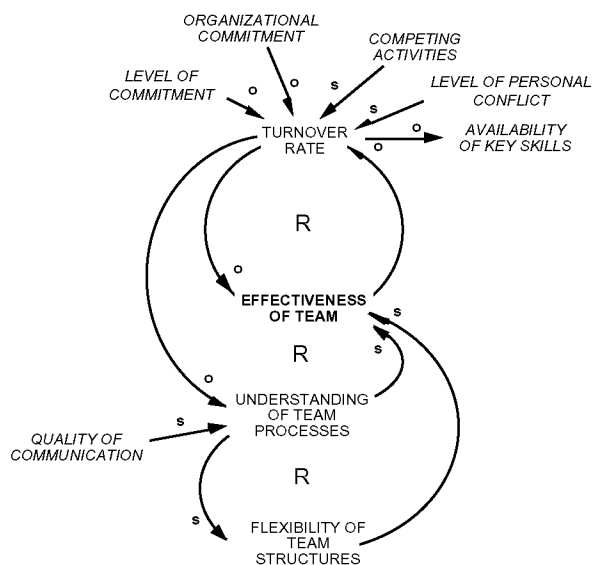 ORGANIZATIONAL
COMMITMENT
COMPETING
ACTIVITIES
LEVEL OF
COMMITMENT
LEVEL OF PERSONAL
CONFLICT
o
o
s
s
TURNOVER
RATE
o
o
AVAILABILITY
OF KEY SKILLS
R
o
EFFECTIVENESS
OF TEAM
s
R
s
o
UNDERSTANDING
OF TEAM
PROCESSES
s
QUALITY OF
COMMUNICATION
R
s
FLEXIBILITY OF
TEAM
STRUCTURES